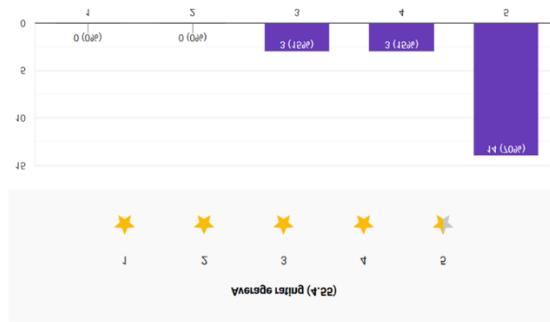 Average rating (4.55)
1 2 3 4 5
15
14 (70%)
10
5
3 (15%) 3 (15%)
0 (0%) 0 (0%)
0
1 2 3 4 5